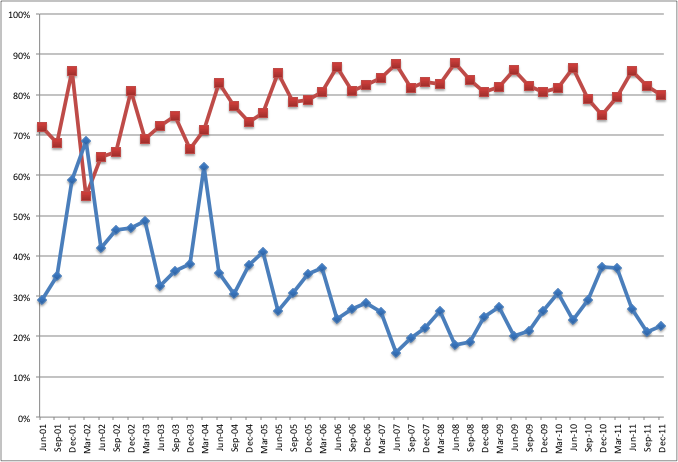 100%
90%
80%
70%
60%
50%
40%
30%
20%
10%
0%
Jun-01
Sep-01
Dec-01
Mar-02
Jun-02
Sep-02
Dec-02
Mar-03
Jun-03
Sep-03
Dec-03
Mar-04
Jun-04
Sep-04
Dec-04
Mar-05
Jun-05
Sep-05
Dec-05
Mar-06
Jun-06
Sep-06
Dec-06
Mar-07
Jun-07
Sep-07
Dec-07
Mar-08
Jun-08
Sep-08
Dec-08
Mar-09
Jun-09
Sep-09
Dec-09
Mar-10
Jun-10
Sep-10
Dec-10
Mar-11
Jun-11
Sep-11
Dec-11